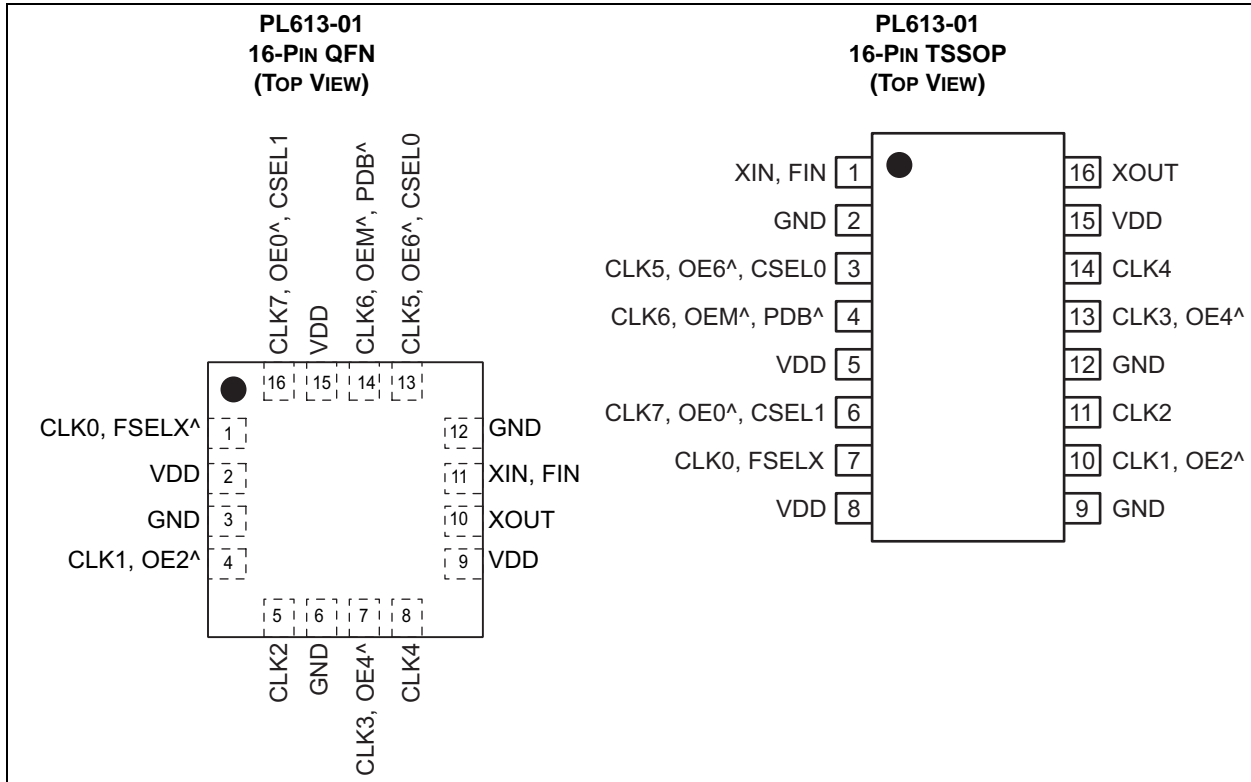 PL613-01
16-PIN QFN
(TOP VIEW)
CLK7, OE0^, CSEL1
VDD
CLK6, OEM^, PDB^
CLK5, OE6^, CSEL0
16
15
14
13
CLK0, FSELX^
1
VDD
2
GND
3
CLK1, OE2^
4
12 GND
11 XIN, FIN
10 XOUT
9 VDD
5
6
7
8
CLK2
GND
CLK3, OE4^
CLK4
PL613-01
16-PIN TSSOP
(TOP VIEW)
XIN, FIN 1
GND 2
CLK5, OE6^, CSEL0 3
CLK6, OEM^, PDB^ 4
VDD 5
CLK7, OE0^, CSEL1 6
CLK0, FSELX 7
VDD 8
16 XOUT
15 VDD
14 CLK4
13 CLK3, OE4^
12 GND
11 CLK2
10 CLK1, OE2^
9 GND